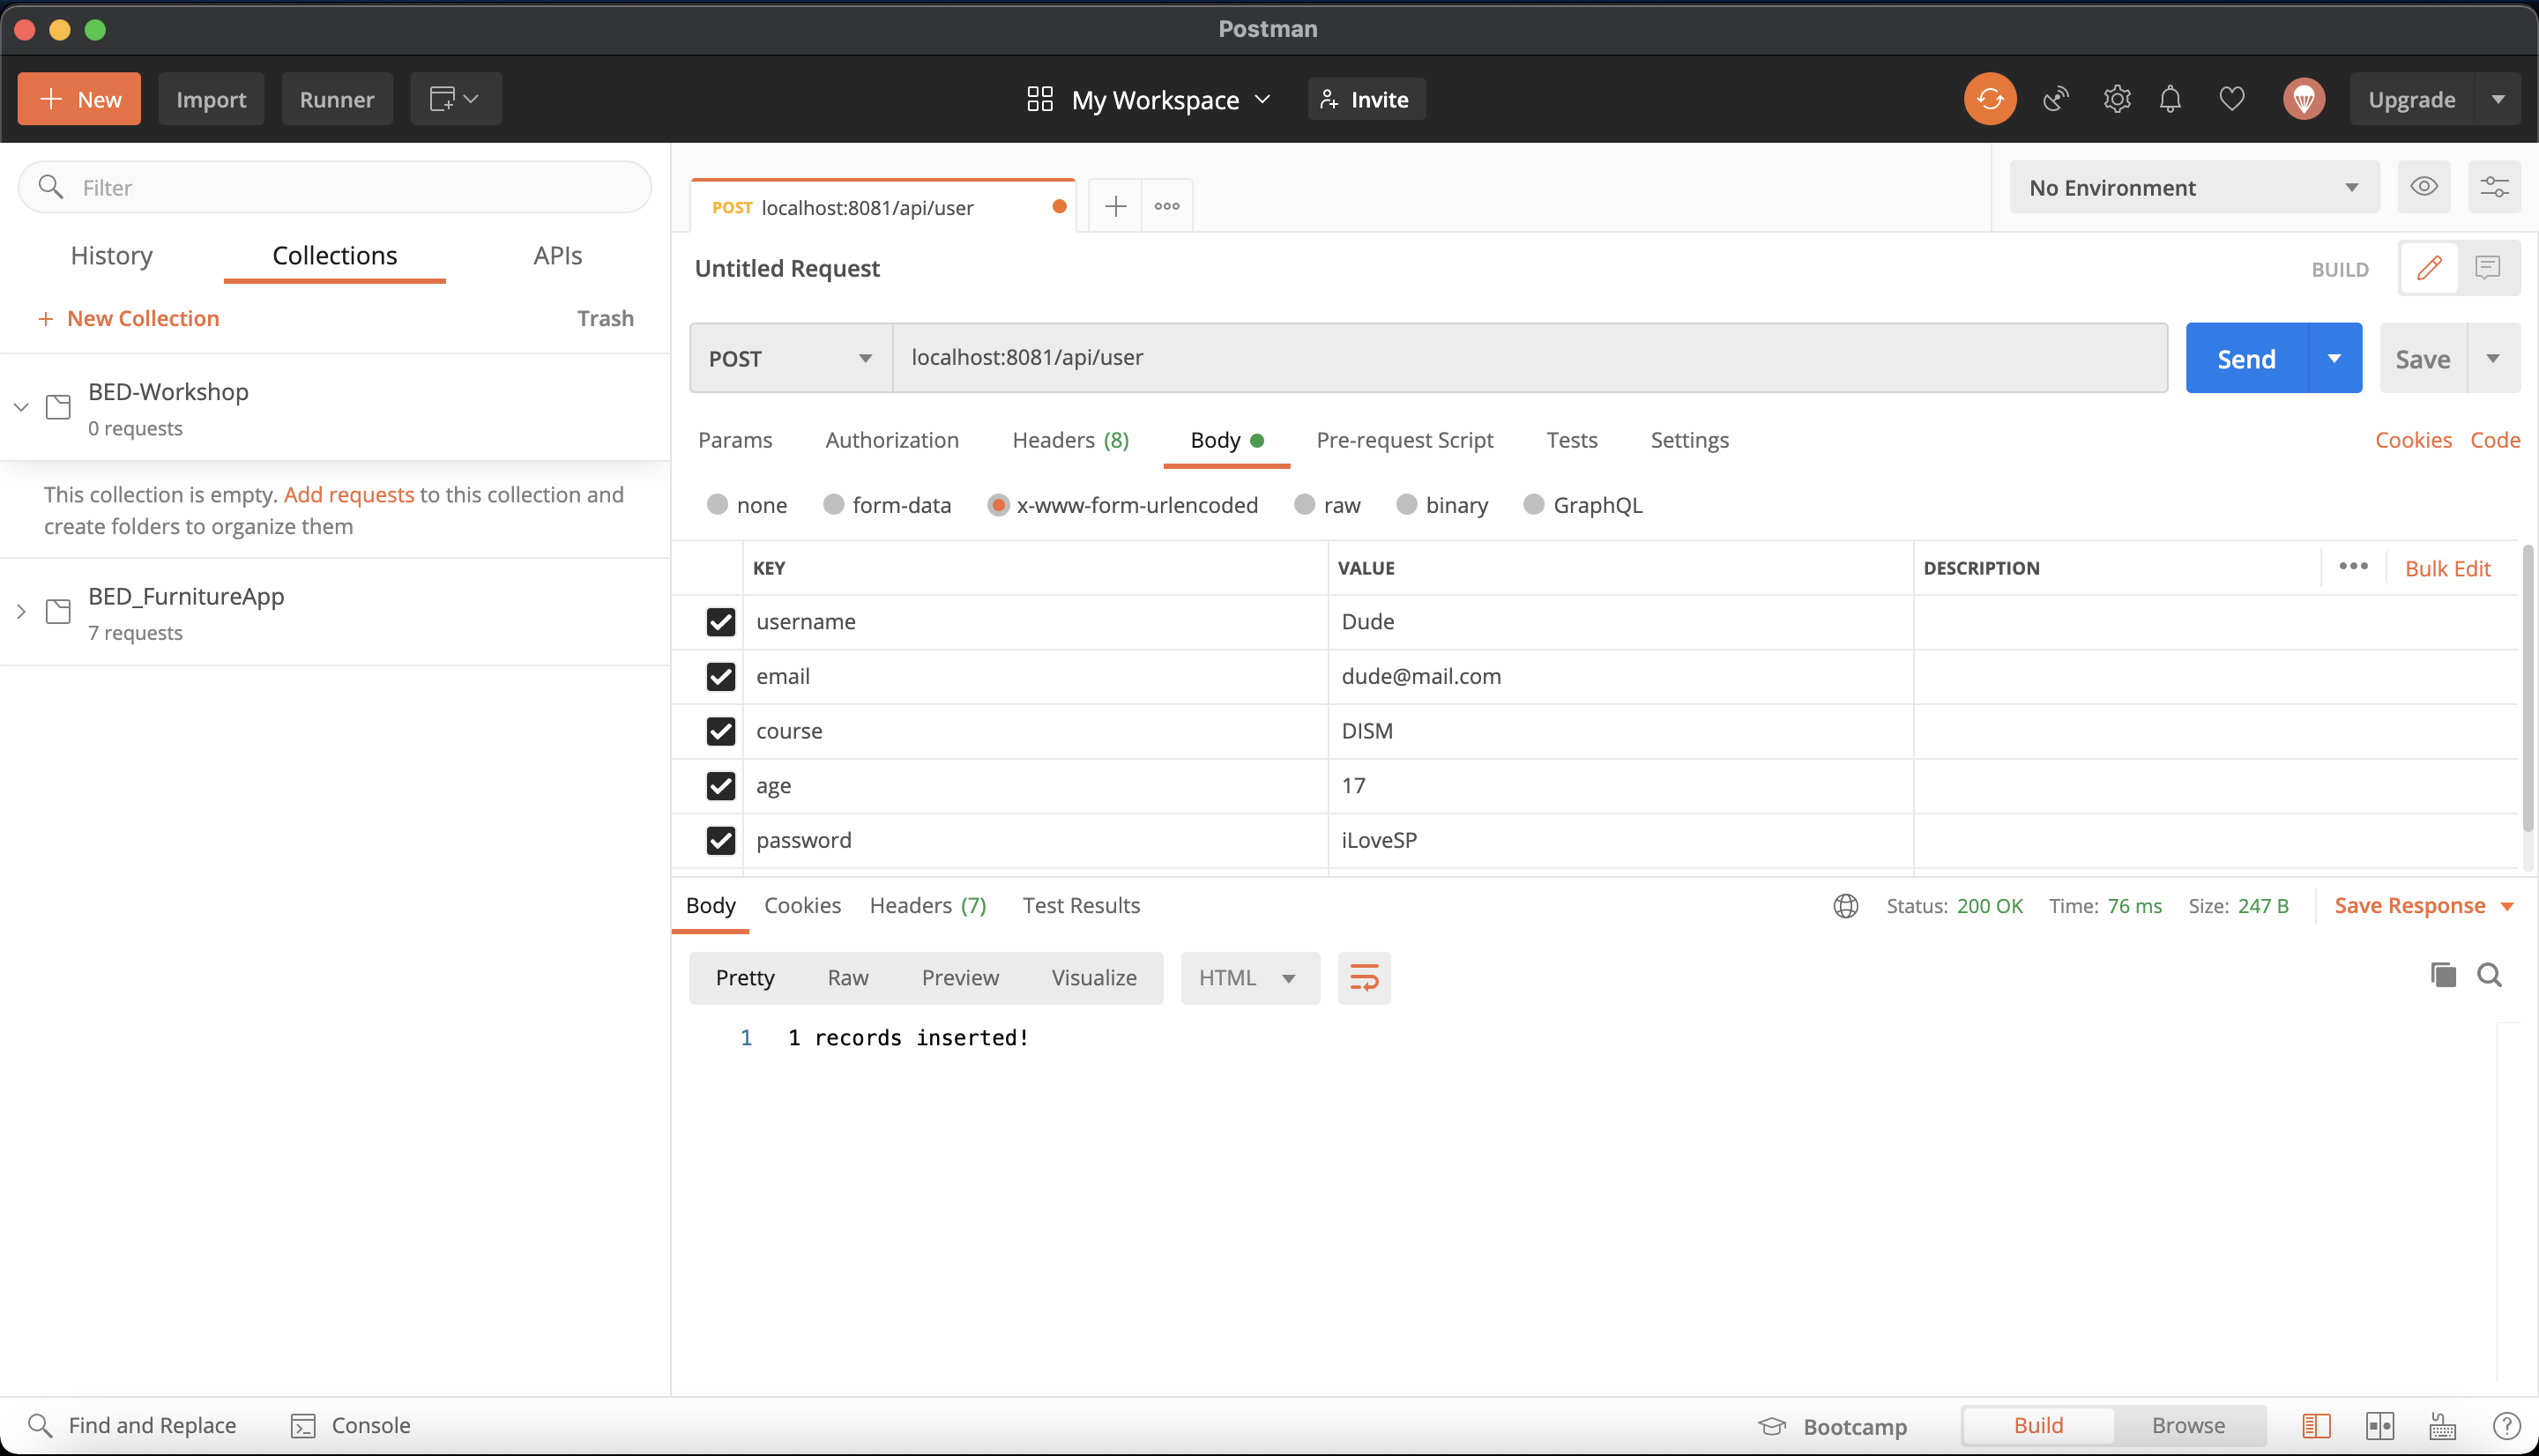 Postman
New Import Runner My Workspace Invite Upgrade
Filter
History Collections APIs
+ New Collection Trash
BED-Workshop
0 requests
This collection is empty. Add requests to this collection and
create folders to organize them
BED_FurnitureApp
7 requests
POST localhost:8081/api/user
No Environment
Untitled Request BUILD
POST localhost:8081/api/user Send Save
Params Authorization Headers (8) Body Pre-request Script Tests Settings Cookies Code
none form-data x-www-form-urlencoded raw binary GraphQL
KEY VALUE DESCRIPTION Bulk Edit
username Dude
email dude@mail.com
course DISM
age 17
password iLoveSP
Body Cookies Headers (7) Test Results Status: 200 OK Time: 76 ms Size: 247 B Save Response
Pretty Raw Preview Visualize HTML
1 1 records inserted!
Find and Replace Console Bootcamp Build Browse